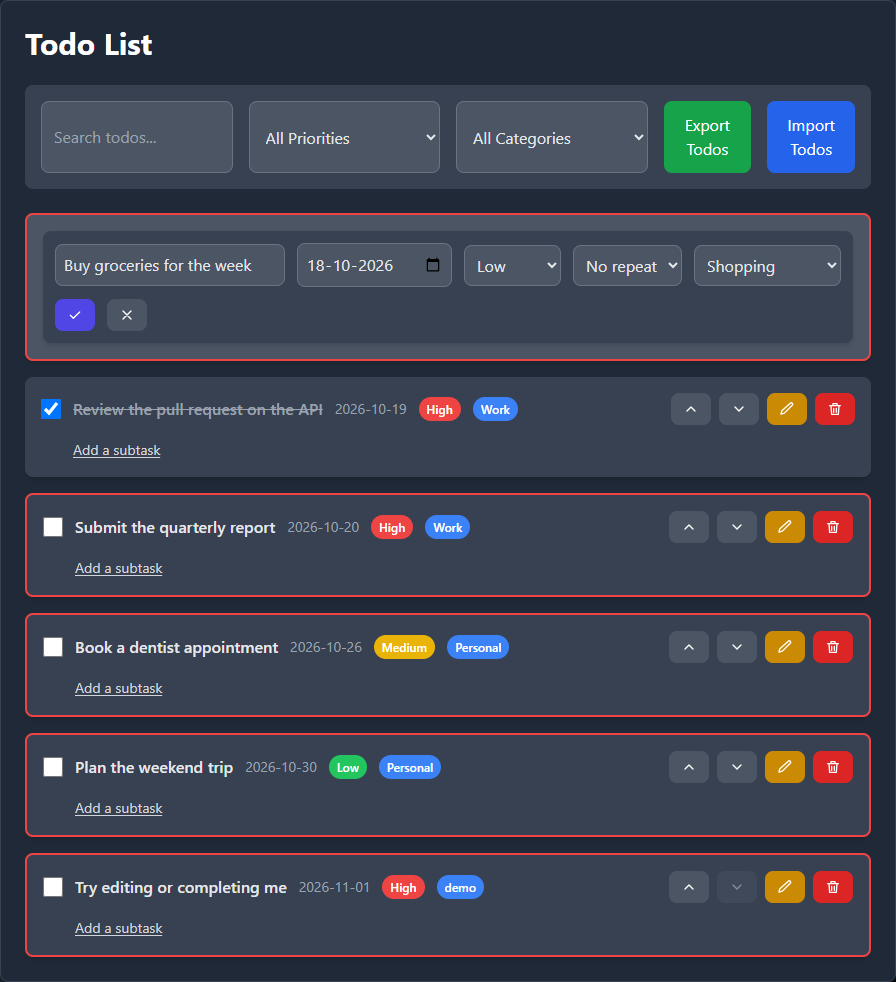 Todo List
Search todos...
All Priorities
All Categories
Export
Todos
Import
Todos
Buy groceries for the week
18-10-2026
Low
No repeat
Shopping
Review the pull request on the API 2026-10-19 High Work
Add a subtask
Submit the quarterly report 2026-10-20 High Work
Add a subtask
Book a dentist appointment 2026-10-26 Medium Personal
Add a subtask
Plan the weekend trip 2026-10-30 Low Personal
Add a subtask
Try editing or completing me 2026-11-01 High demo
Add a subtask